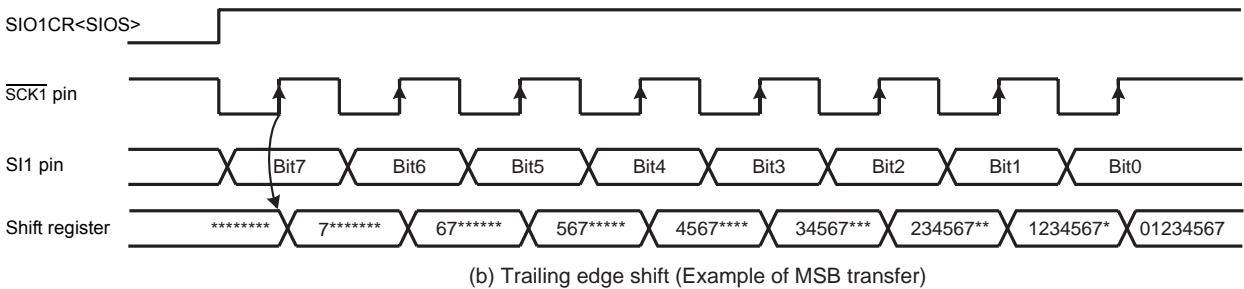 SIO1CR<SIOS>
SCK1 pin
SI1 pin Bit7 Bit6 Bit5 Bit4 Bit3 Bit2 Bit1 Bit0
Shift register ******** 7******* 67****** 567***** 4567**** 34567*** 234567** 1234567* 01234567
(b) Trailing edge shift (Example of MSB transfer)